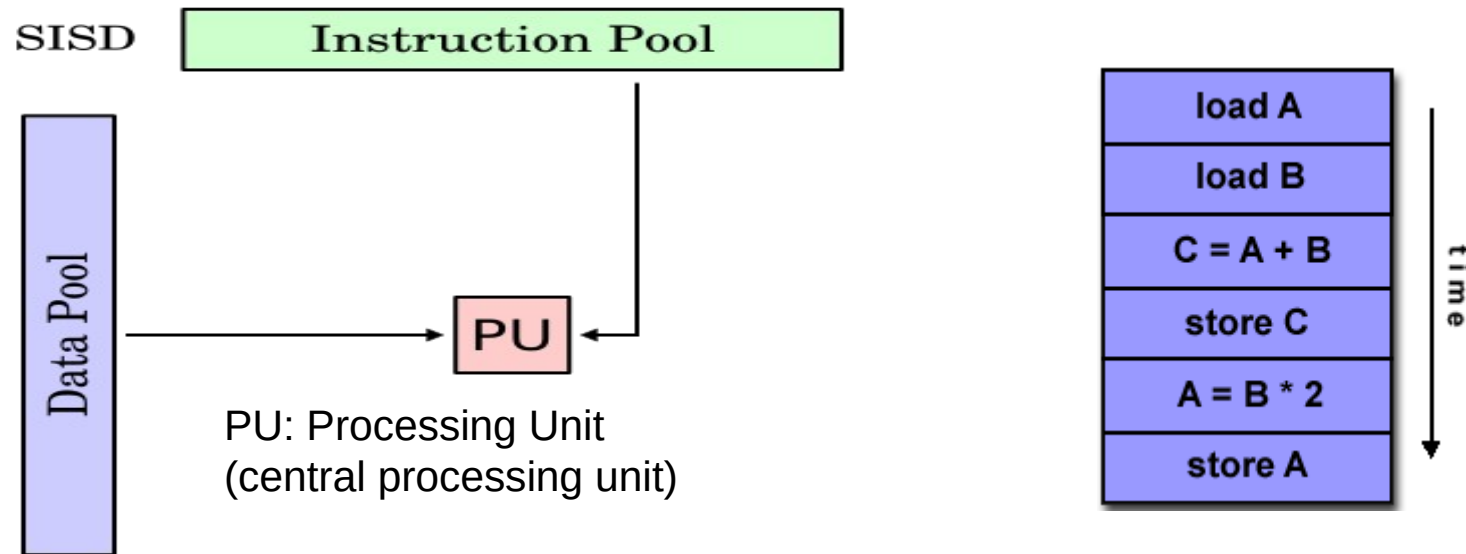 SISD
Instruction Pool
Data Pool
PU
PU: Processing Unit
(central processing unit)
load A
load B
C = A + B
store C
A = B * 2
store A
time